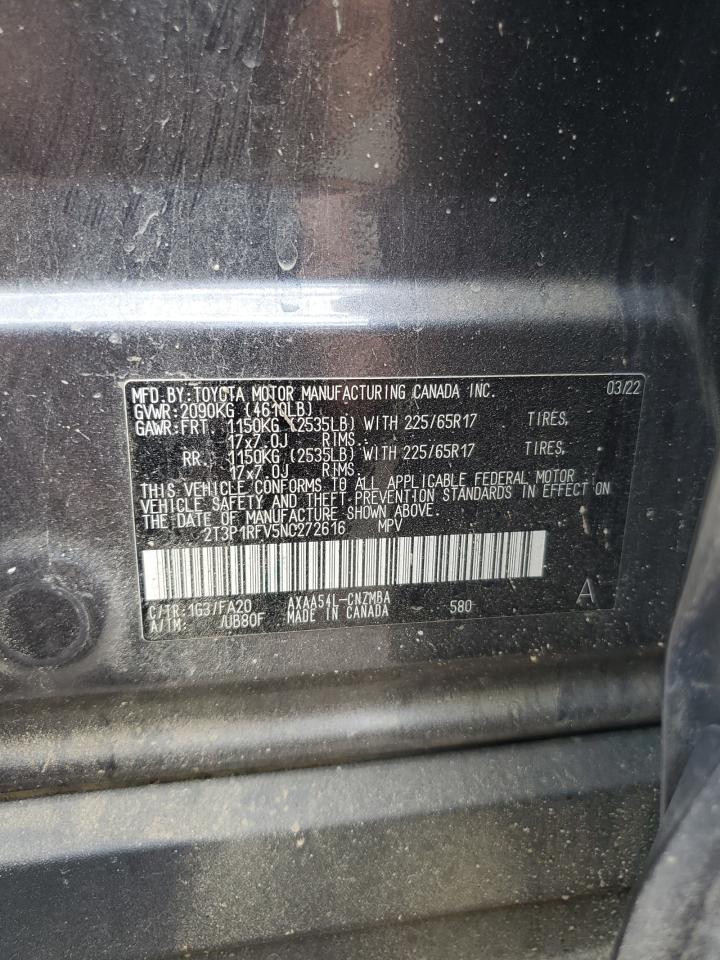 MFD.BY:TOYOTA MOTOR MANUFACTURING CANADA INC. 03/22
GVWR:2090KG (4610LB)
GAWR:FRT. 1150KG (2535LB) WITH 225/65R17 TIRES,
17x7.0J RIMS.
RR. 1150KG (2535LB) WITH 225/65R17 TIRES,
17x7.0J RIMS.
THIS VEHICLE CONFORMS TO ALL APPLICABLE FEDERAL MOTOR
VEHICLE SAFETY AND THEFT PREVENTION STANDARDS IN EFFECT ON
THE DATE OF MANUFACTURE SHOWN ABOVE.
2T3P1RFV5NC272616 MPV
C/TR:1G3/FA20 AXAA54L-CNZMBA 580 A
A/TM: /UB80F MADE IN CANADA